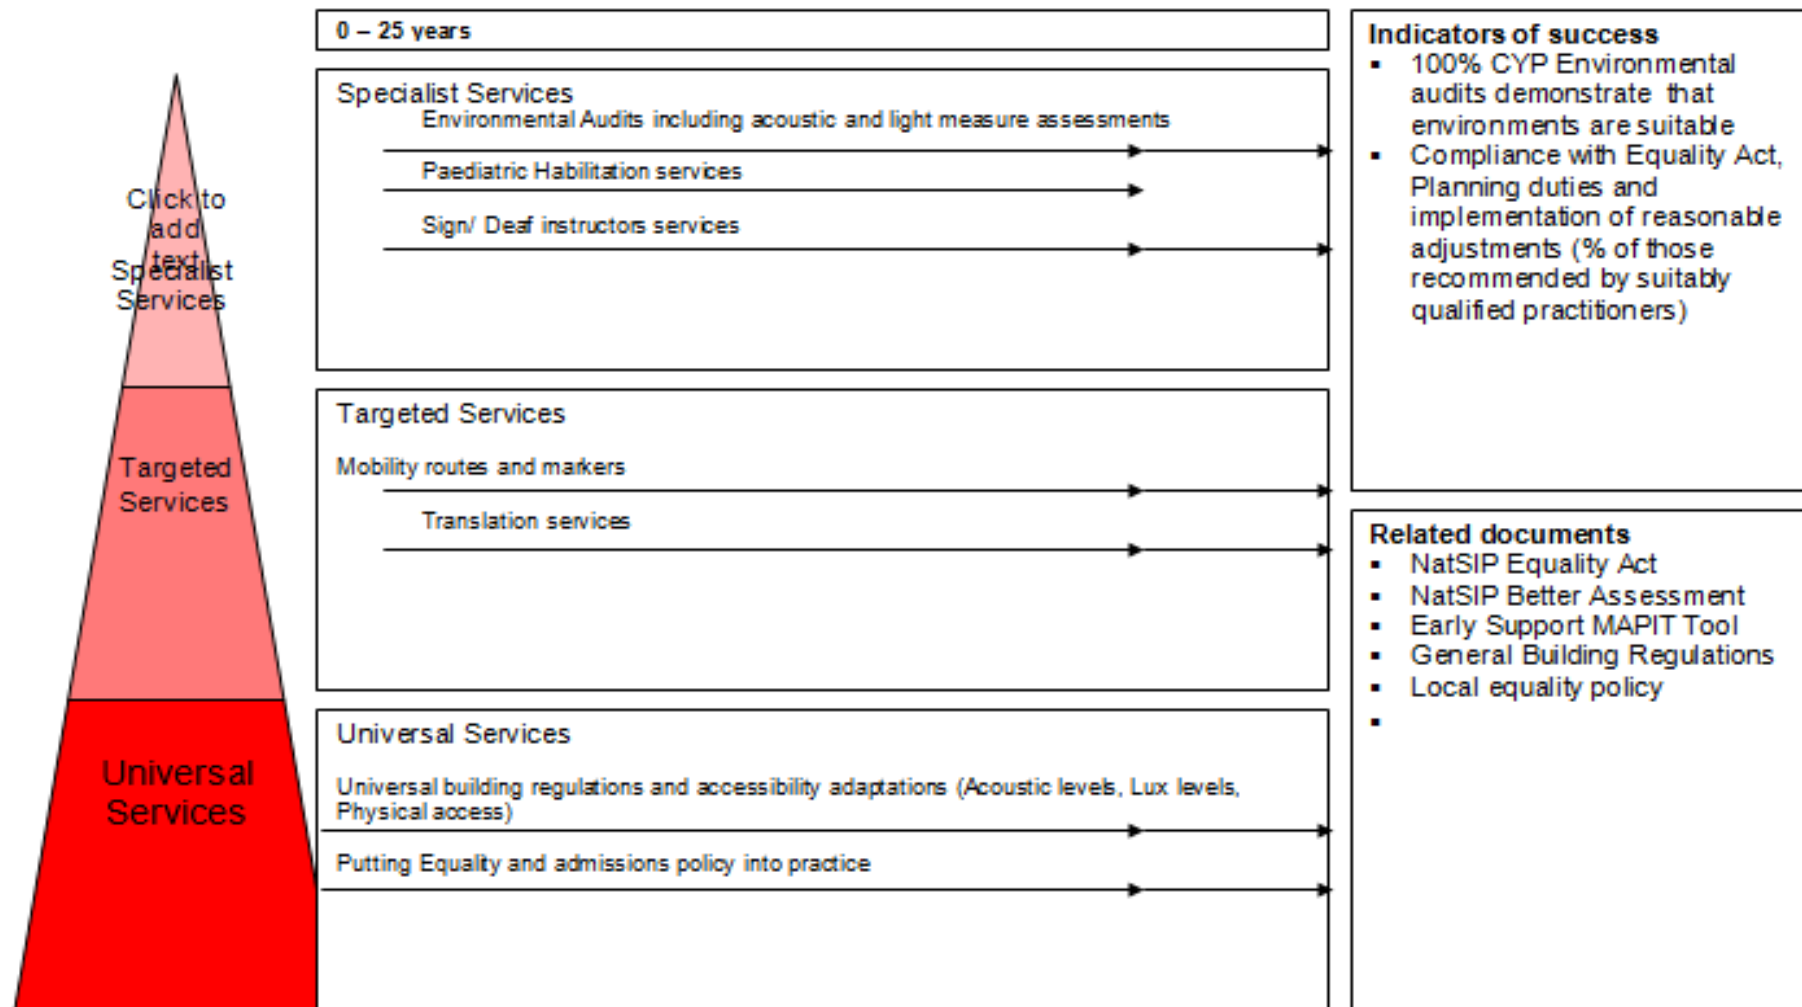 0 – 25 years
Specialist Services
Environmental Audits including acoustic and light measure assessments
Paediatric Habilitation services
Sign/ Deaf instructors services
Click to
add
text
Specialist
Services
Targeted Services
Mobility routes and markers
Translation services
Targeted
Services
Universal Services
Universal building regulations and accessibility adaptations (Acoustic levels, Lux levels,
Physical access)
Putting Equality and admissions policy into practice
Universal
Services
Indicators of success
▪ 100% CYP Environmental
audits demonstrate that
environments are suitable
▪ Compliance with Equality Act,
Planning duties and
implementation of reasonable
adjustments (% of those
recommended by suitably
qualified practitioners)
Related documents
▪ NatSIP Equality Act
▪ NatSIP Better Assessment
▪ Early Support MAPIT Tool
▪ General Building Regulations
▪ Local equality policy
▪